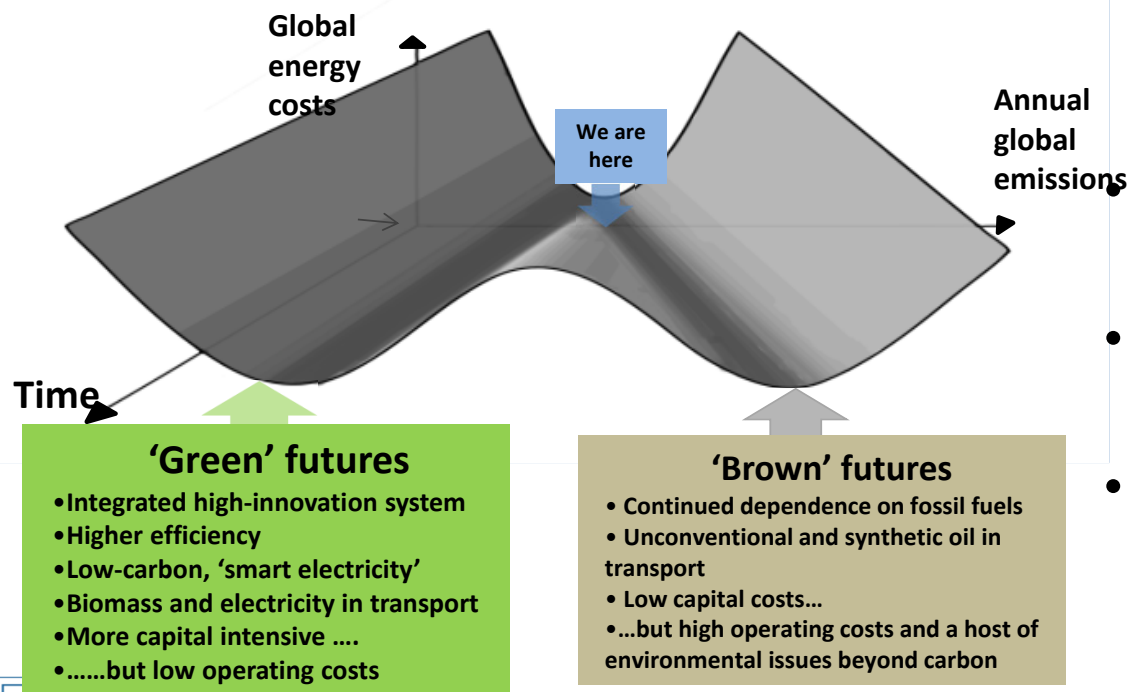 Global
energy
costs
We are
here
Annual
global
emissions
Time
‘Green’ futures
•Integrated high-innovation system
•Higher efficiency
•Low-carbon, ‘smart electricity’
•Biomass and electricity in transport
•More capital intensive ….
•……but low operating costs
‘Brown’ futures
• Continued dependence on fossil fuels
• Unconventional and synthetic oil in
transport
• Low capital costs…
•…but high operating costs and a host of
environmental issues beyond carbon